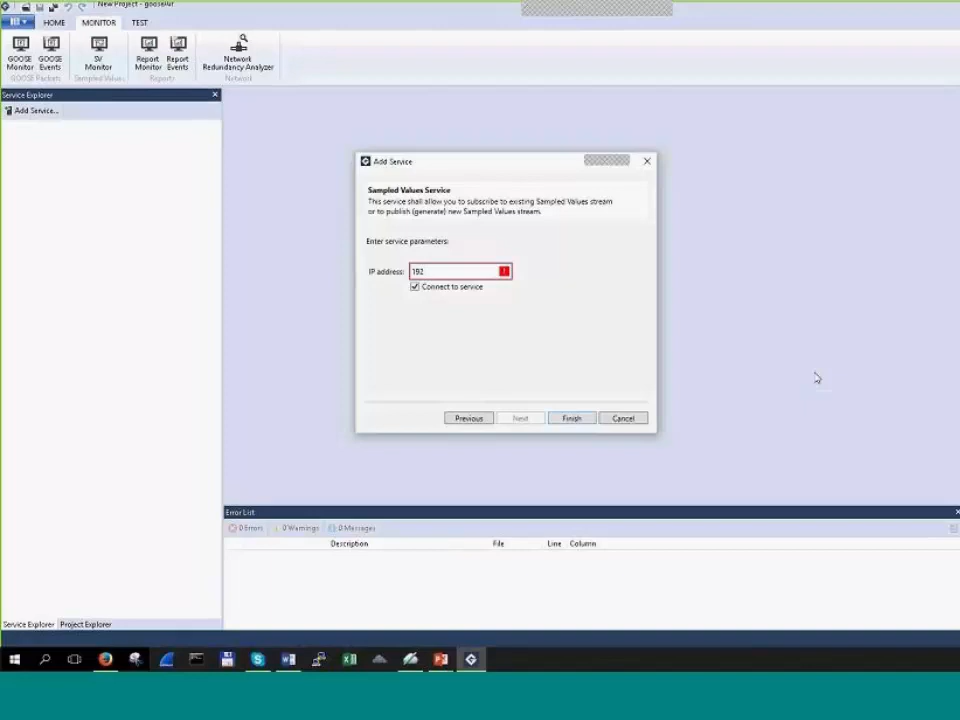 New Project - gooseAir
HOME MONITOR TEST
GOOSE Monitor
GOOSE Events
SV Monitor
Report Monitor
Report Events
Network Redundancy Analyzer
GOOSE Packets
Sampled Values
Reports
Network
Service Explorer
Add Service...
Add Service
Sampled Values Service
This service shall allow you to subscribe to existing Sampled Values stream
or to publish (generate) new Sampled Values stream.
Enter service parameters:
IP address: 192 !
Connect to service
Previous Next Finish Cancel
Error List
0 Errors 0 Warnings 0 Messages
Description File Line Column
Service Explorer Project Explorer